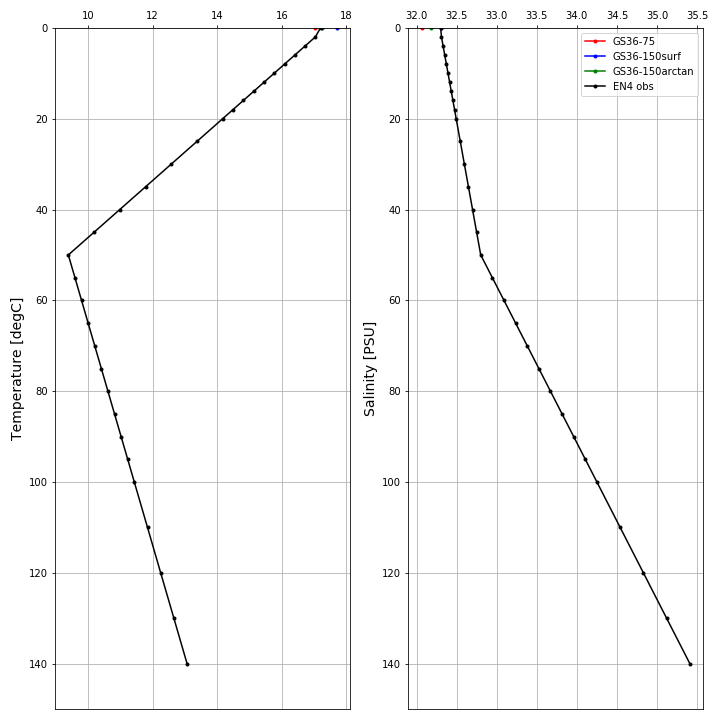 10 12 14 16 18
0
20
40
60
80
100
120
140
Temperature [degC]
32.0 32.5 33.0 33.5 34.0 34.5 35.0 35.5
0
20
40
60
80
100
120
140
Salinity [PSU]
GS36-75
GS36-150surf
GS36-150arctan
EN4 obs